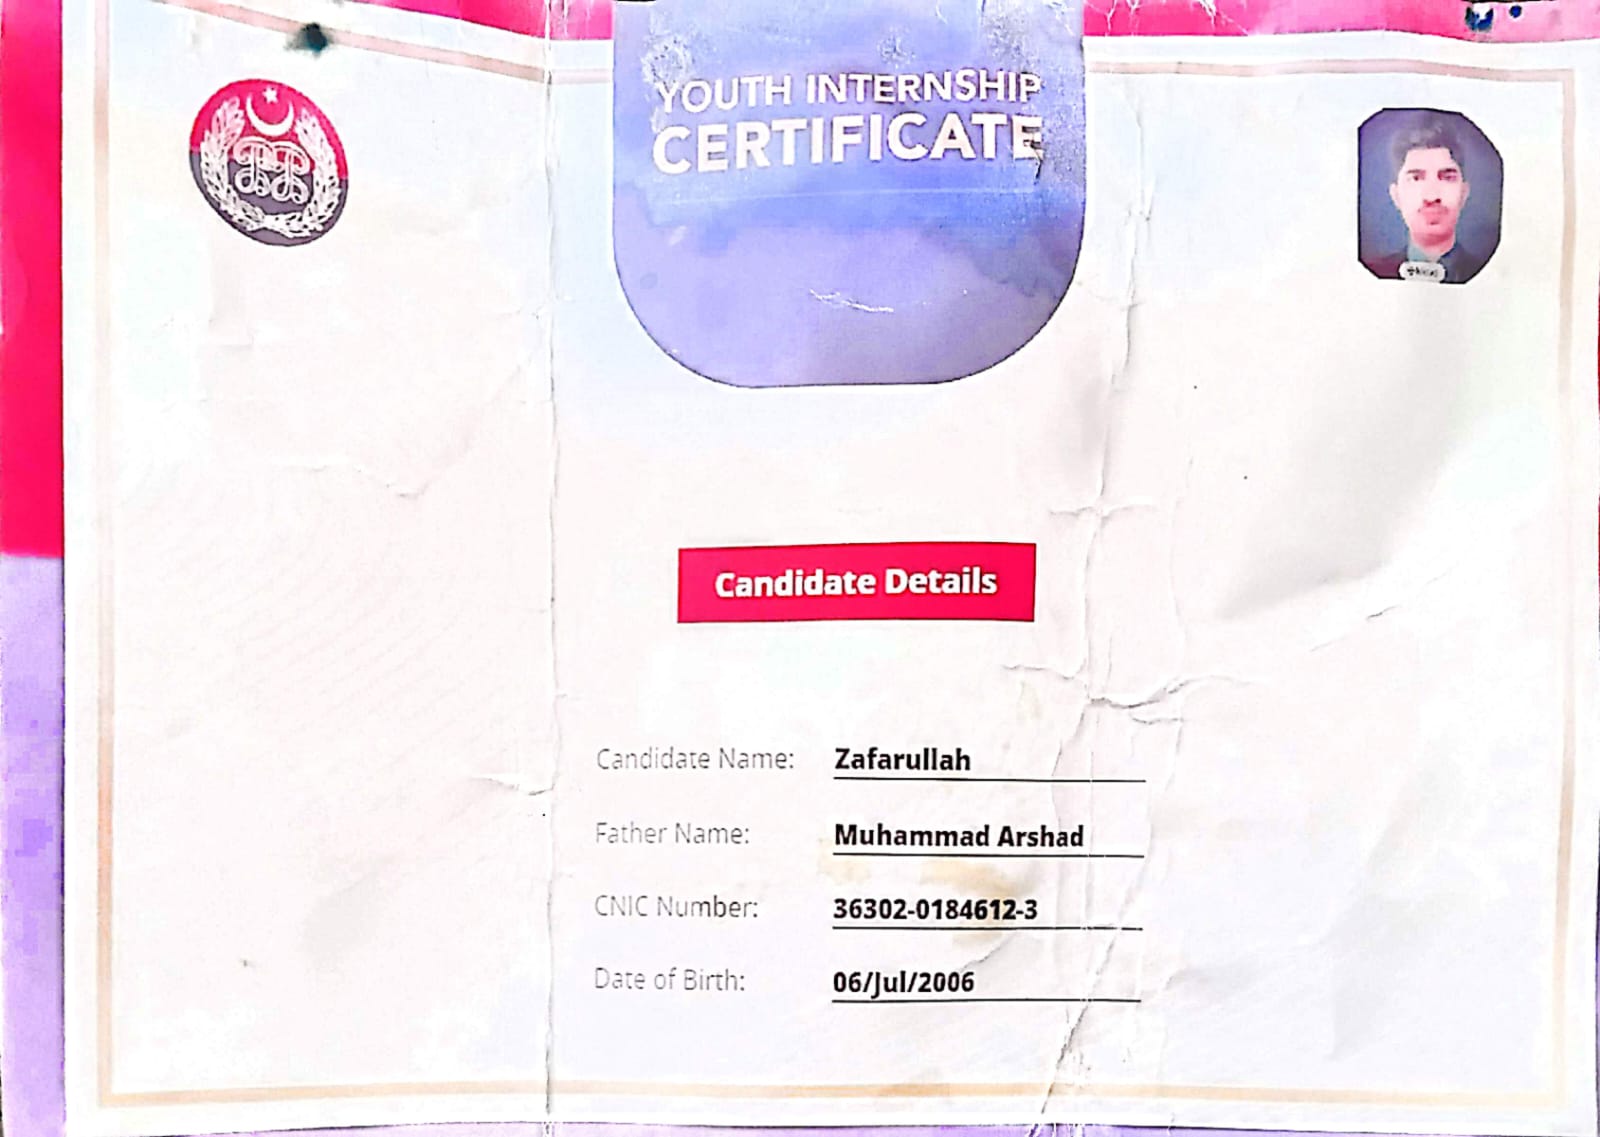 YOUTH INTERNSHIP
CERTIFICATE
Candidate Details
Candidate Name: Zafarullah
Father Name: Muhammad Arshad
CNIC Number: 36302-0184612-3
Date of Birth: 06/Jul/2006